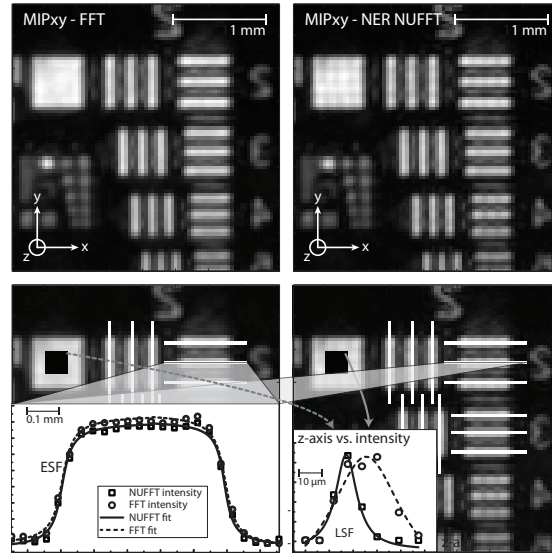 MIPxy - FFT
1 mm
y
z
x
MIPxy - NER NUFFT
1 mm
y
z
x
0.1 mm
ESF
NUFFT intensity
FFT intensity
NUFFT fit
FFT fit
z-axis vs. intensity
10 µm
LSF